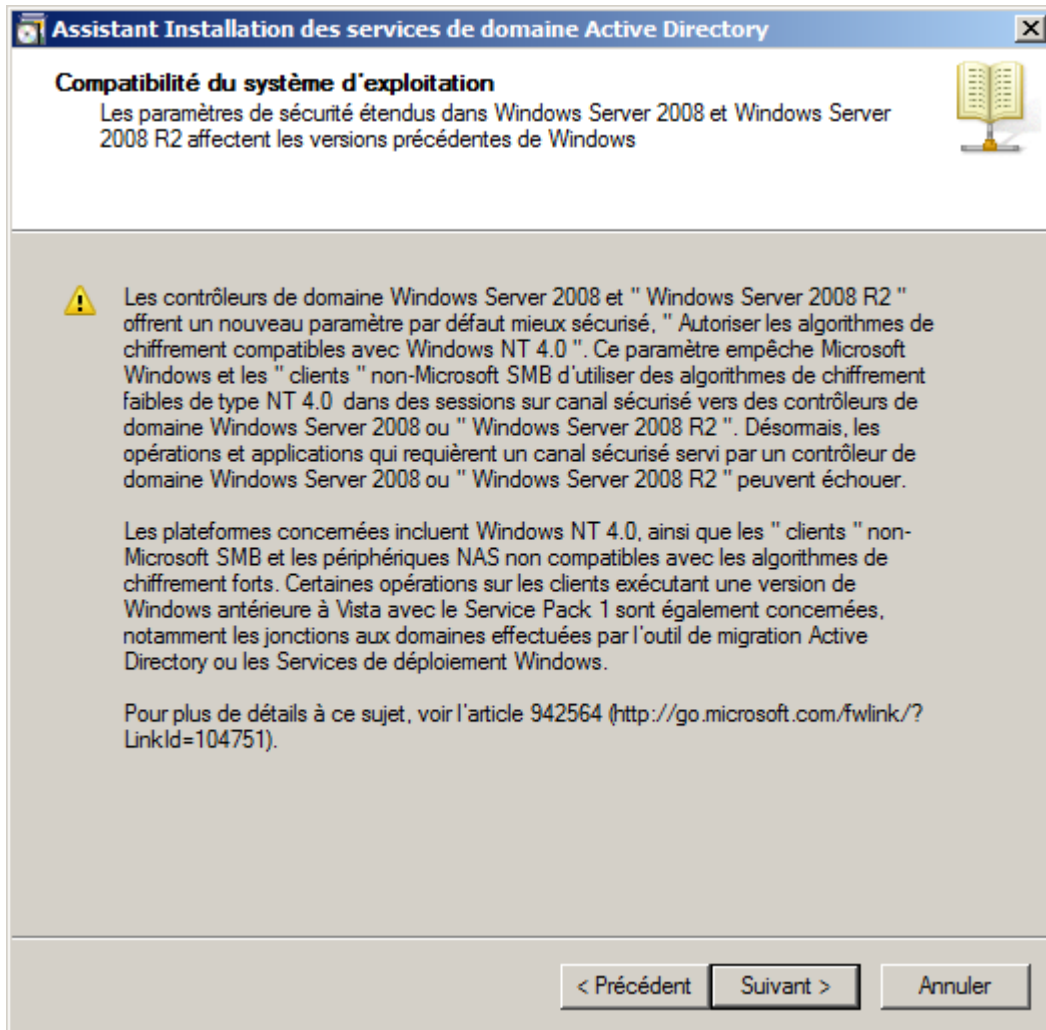 Assistant Installation des services de domaine Active Directory
Compatibilité du système d'exploitation
Les paramètres de sécurité étendus dans Windows Server 2008 et Windows Server
2008 R2 affectent les versions précédentes de Windows
Les contrôleurs de domaine Windows Server 2008 et " Windows Server 2008 R2 "
offrent un nouveau paramètre par défaut mieux sécurisé, " Autoriser les algorithmes de
chiffrement compatibles avec Windows NT 4.0 ". Ce paramètre empêche Microsoft
Windows et les " clients " non-Microsoft SMB d'utiliser des algorithmes de chiffrement
faibles de type NT 4.0 dans des sessions sur canal sécurisé vers des contrôleurs de
domaine Windows Server 2008 ou " Windows Server 2008 R2 ". Désormais, les
opérations et applications qui requièrent un canal sécurisé servi par un contrôleur de
domaine Windows Server 2008 ou " Windows Server 2008 R2 " peuvent échouer.
Les plateformes concernées incluent Windows NT 4.0, ainsi que les " clients " non-
Microsoft SMB et les périphériques NAS non compatibles avec les algorithmes de
chiffrement forts. Certaines opérations sur les clients exécutant une version de
Windows antérieure à Vista avec le Service Pack 1 sont également concernées,
notamment les jonctions aux domaines effectuées par l'outil de migration Active
Directory ou les Services de déploiement Windows.
Pour plus de détails à ce sujet, voir l'article 942564 (http://go.microsoft.com/fwlink/?
LinkId=104751).
< Précédent Suivant > Annuler